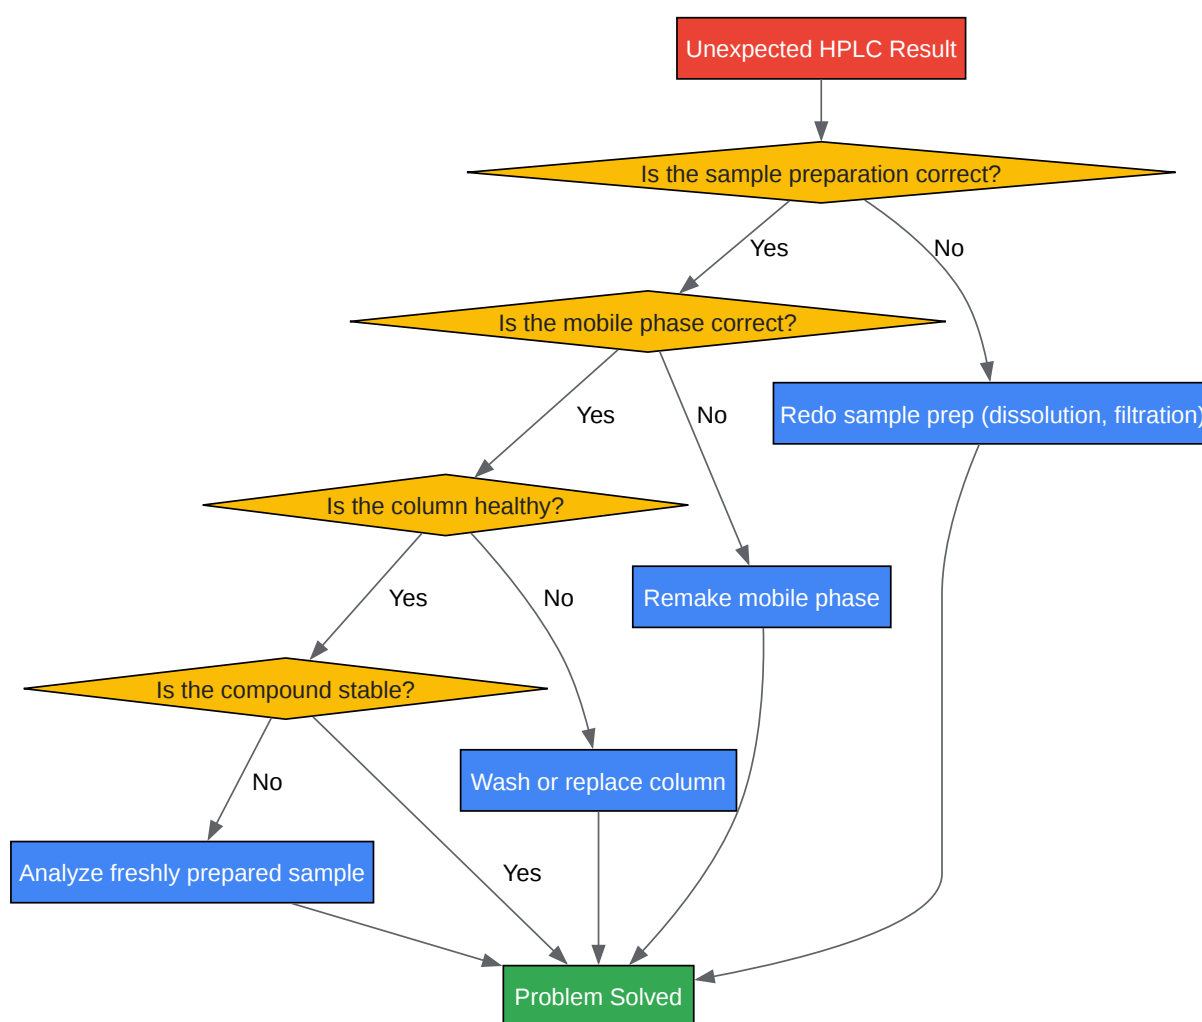 Unexpected HPLC Result
Is the sample preparation correct?
Yes
No
Is the mobile phase correct?
Yes
No
Redo sample prep (dissolution, filtration)
Is the column healthy?
Yes
No
Remake mobile phase
Is the compound stable?
No
Wash or replace column
Analyze freshly prepared sample
Yes
Problem Solved